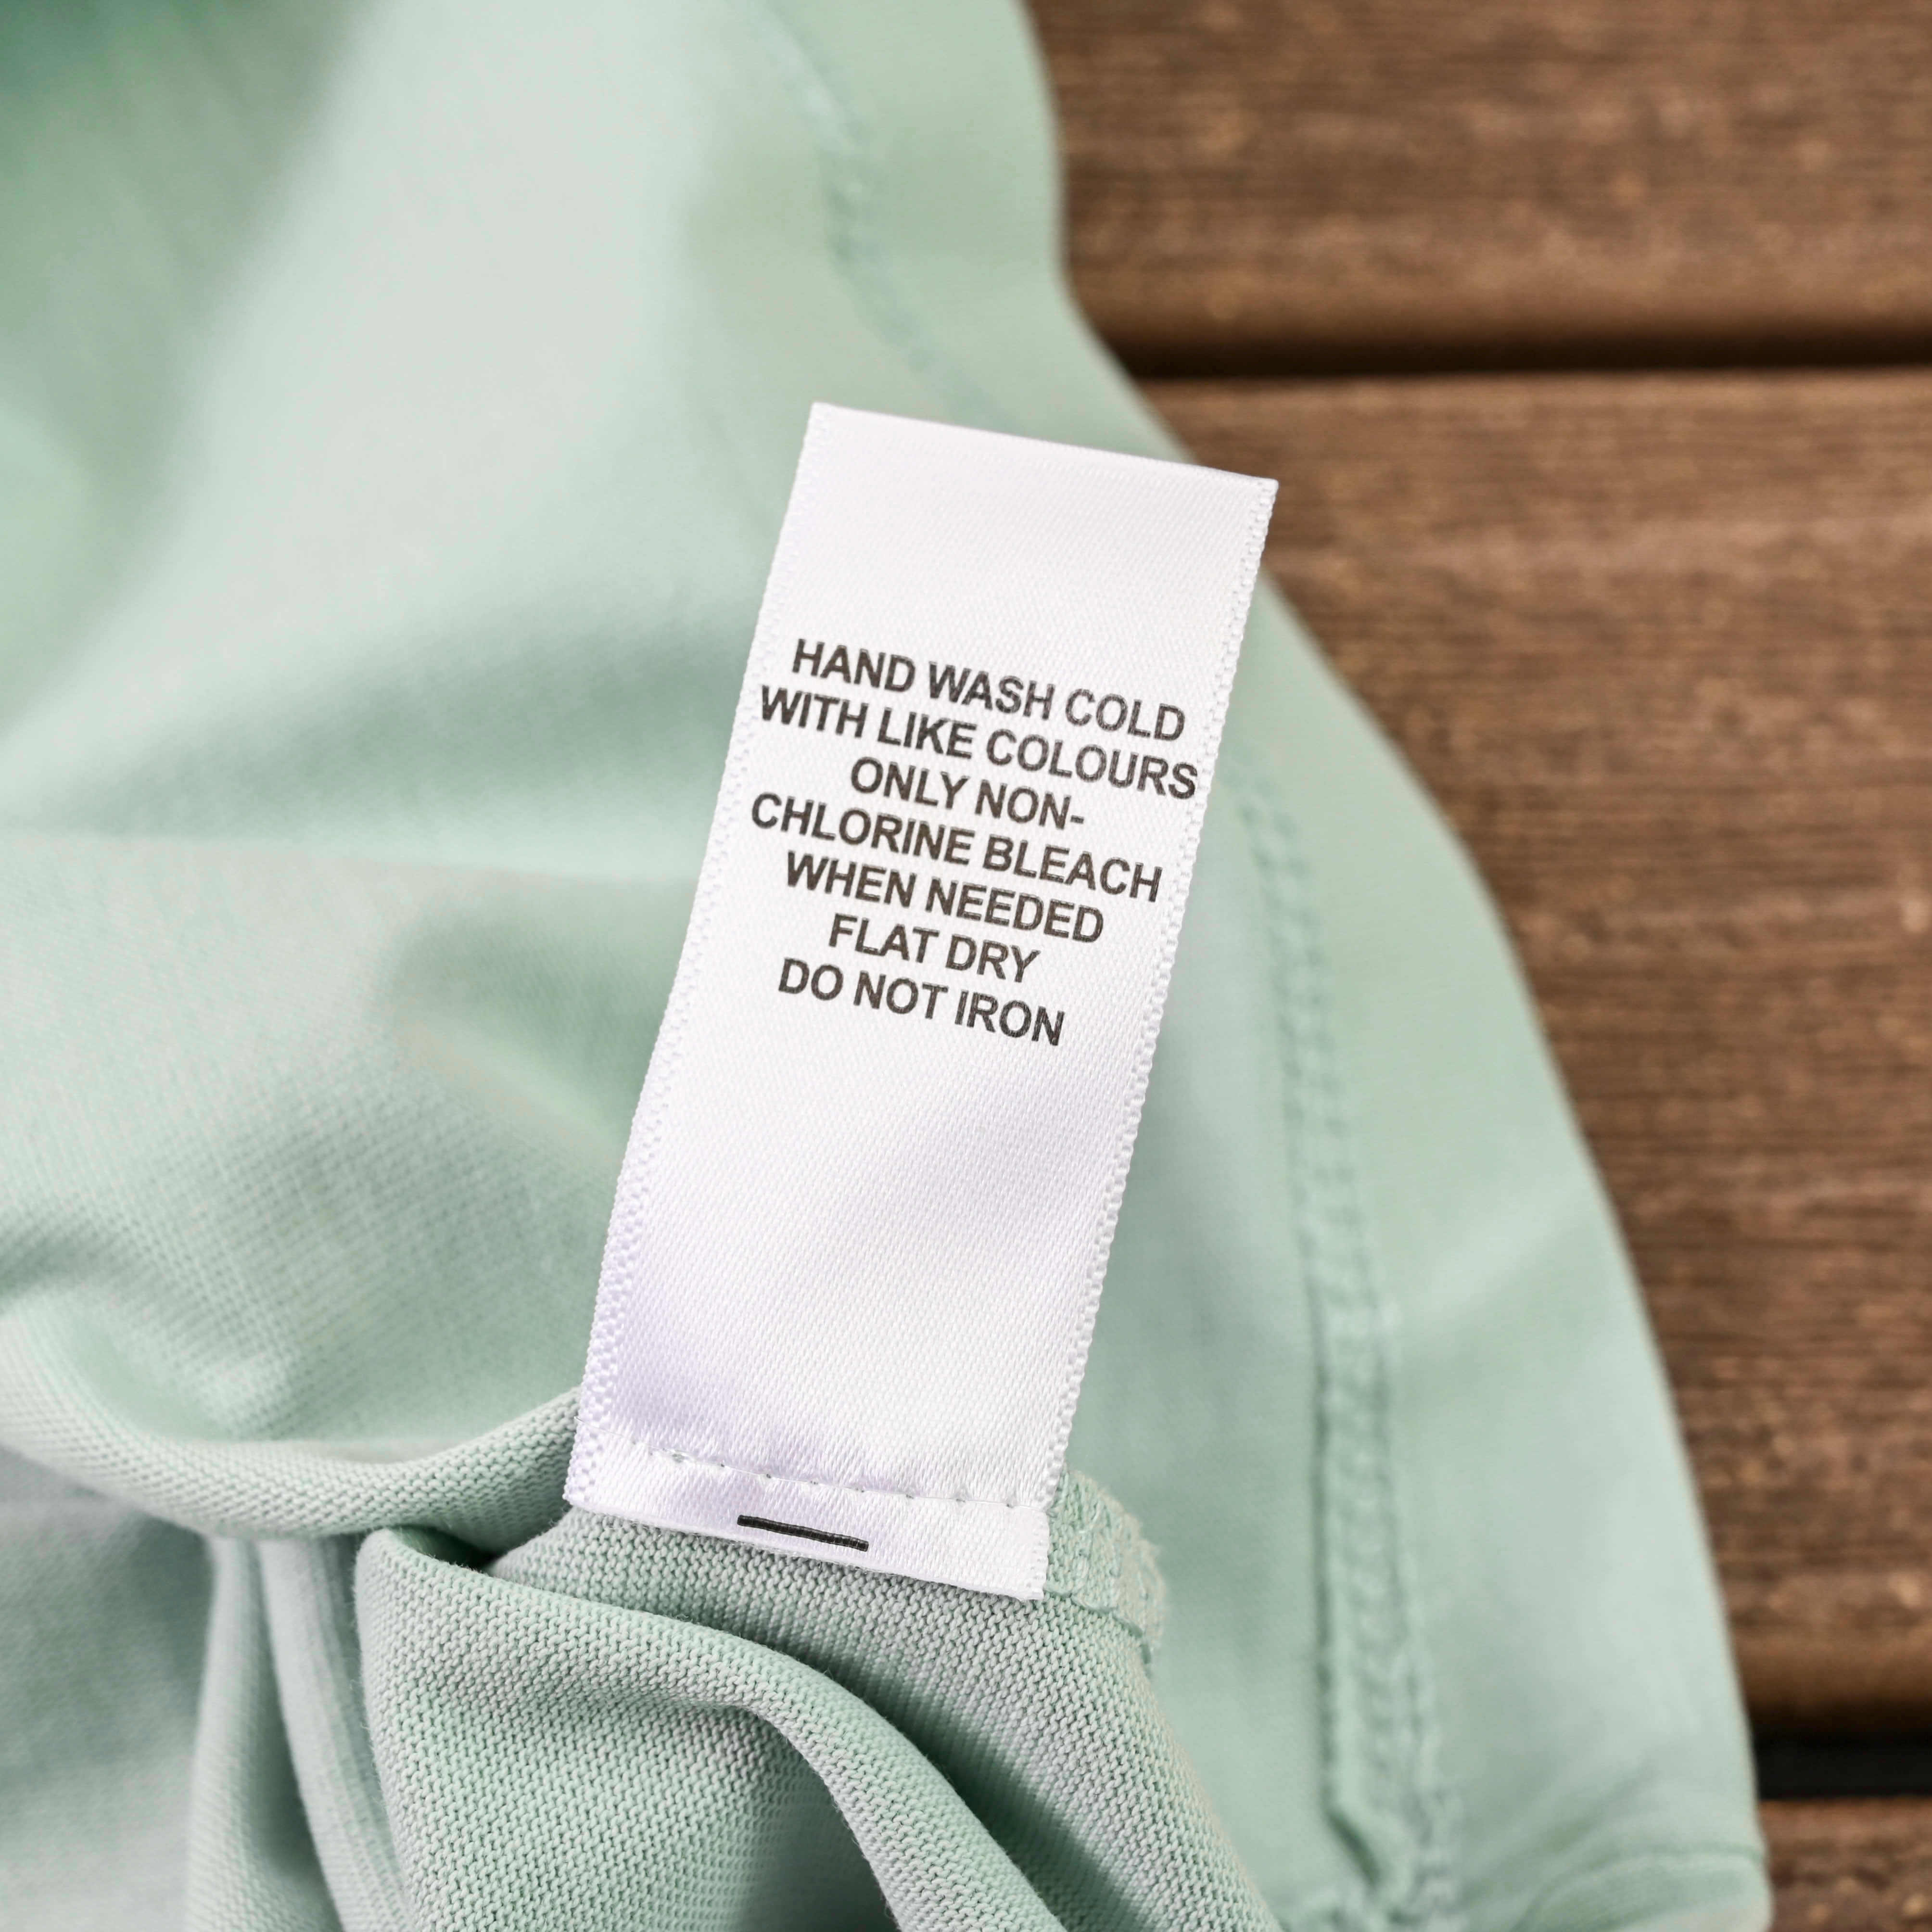 HAND WASH COLD
WITH LIKE COLOURS
ONLY NON-
CHLORINE BLEACH
WHEN NEEDED
FLAT DRY
DO NOT IRON